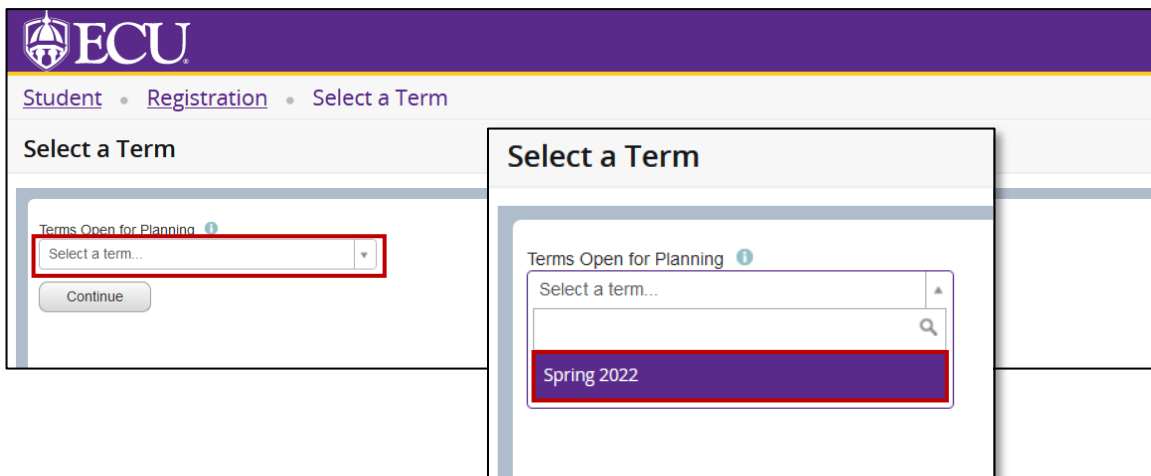 ECU
Student • Registration • Select a Term
Select a Term
Terms Open for Planning
Select a term...
Continue
Select a Term
Terms Open for Planning
Select a term...
Spring 2022